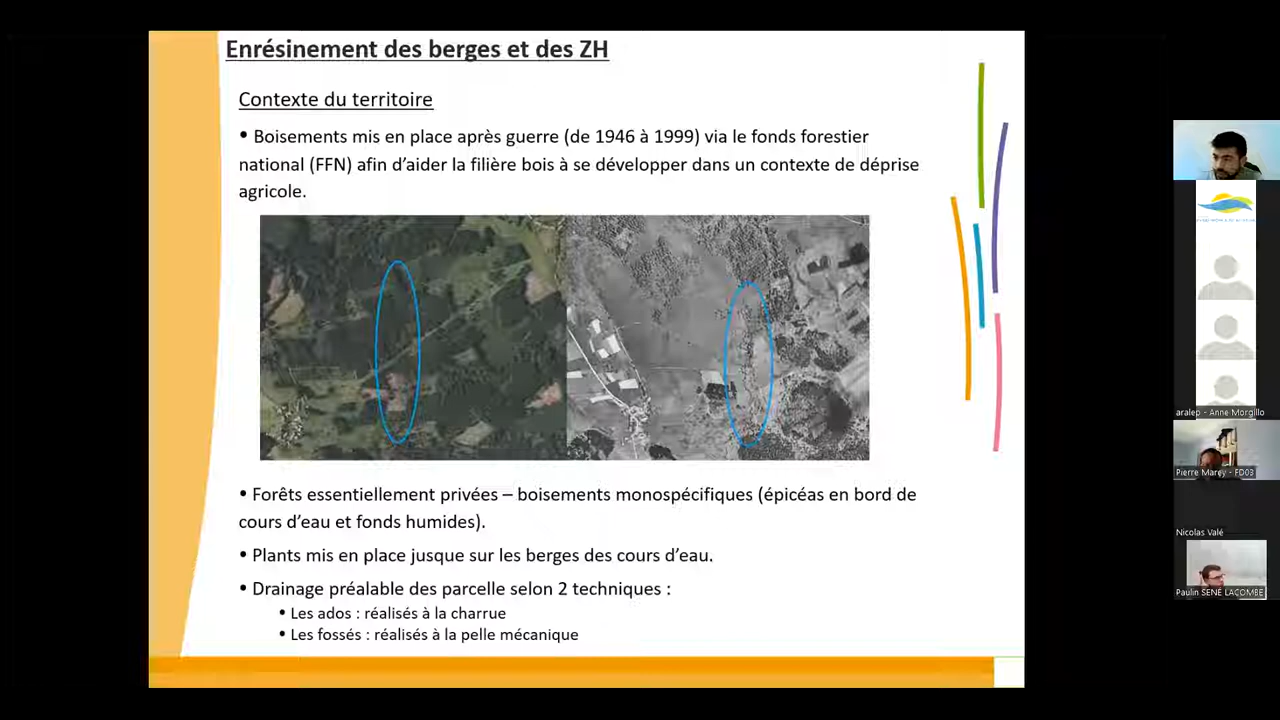 Enrésinement des berges et des ZH
Contexte du territoire
• Boisements mis en place après guerre (de 1946 à 1999) via le fonds forestier
national (FFN) afin d'aider la filière bois à se développer dans un contexte de déprise
agricole.
• Forêts essentiellement privées – boisements monospécifiques (épicéas en bord de
cours d'eau et fonds humides).
• Plants mis en place jusque sur les berges des cours d'eau.
• Drainage préalable des parcelle selon 2 techniques :
• Les ados : réalisés à la charrue
• Les fossés : réalisés à la pelle mécanique
aralep - Anne Morgillo
Pierre Marey - FD03
Nicolas Valé
Paulin SENÉ LACOMBE